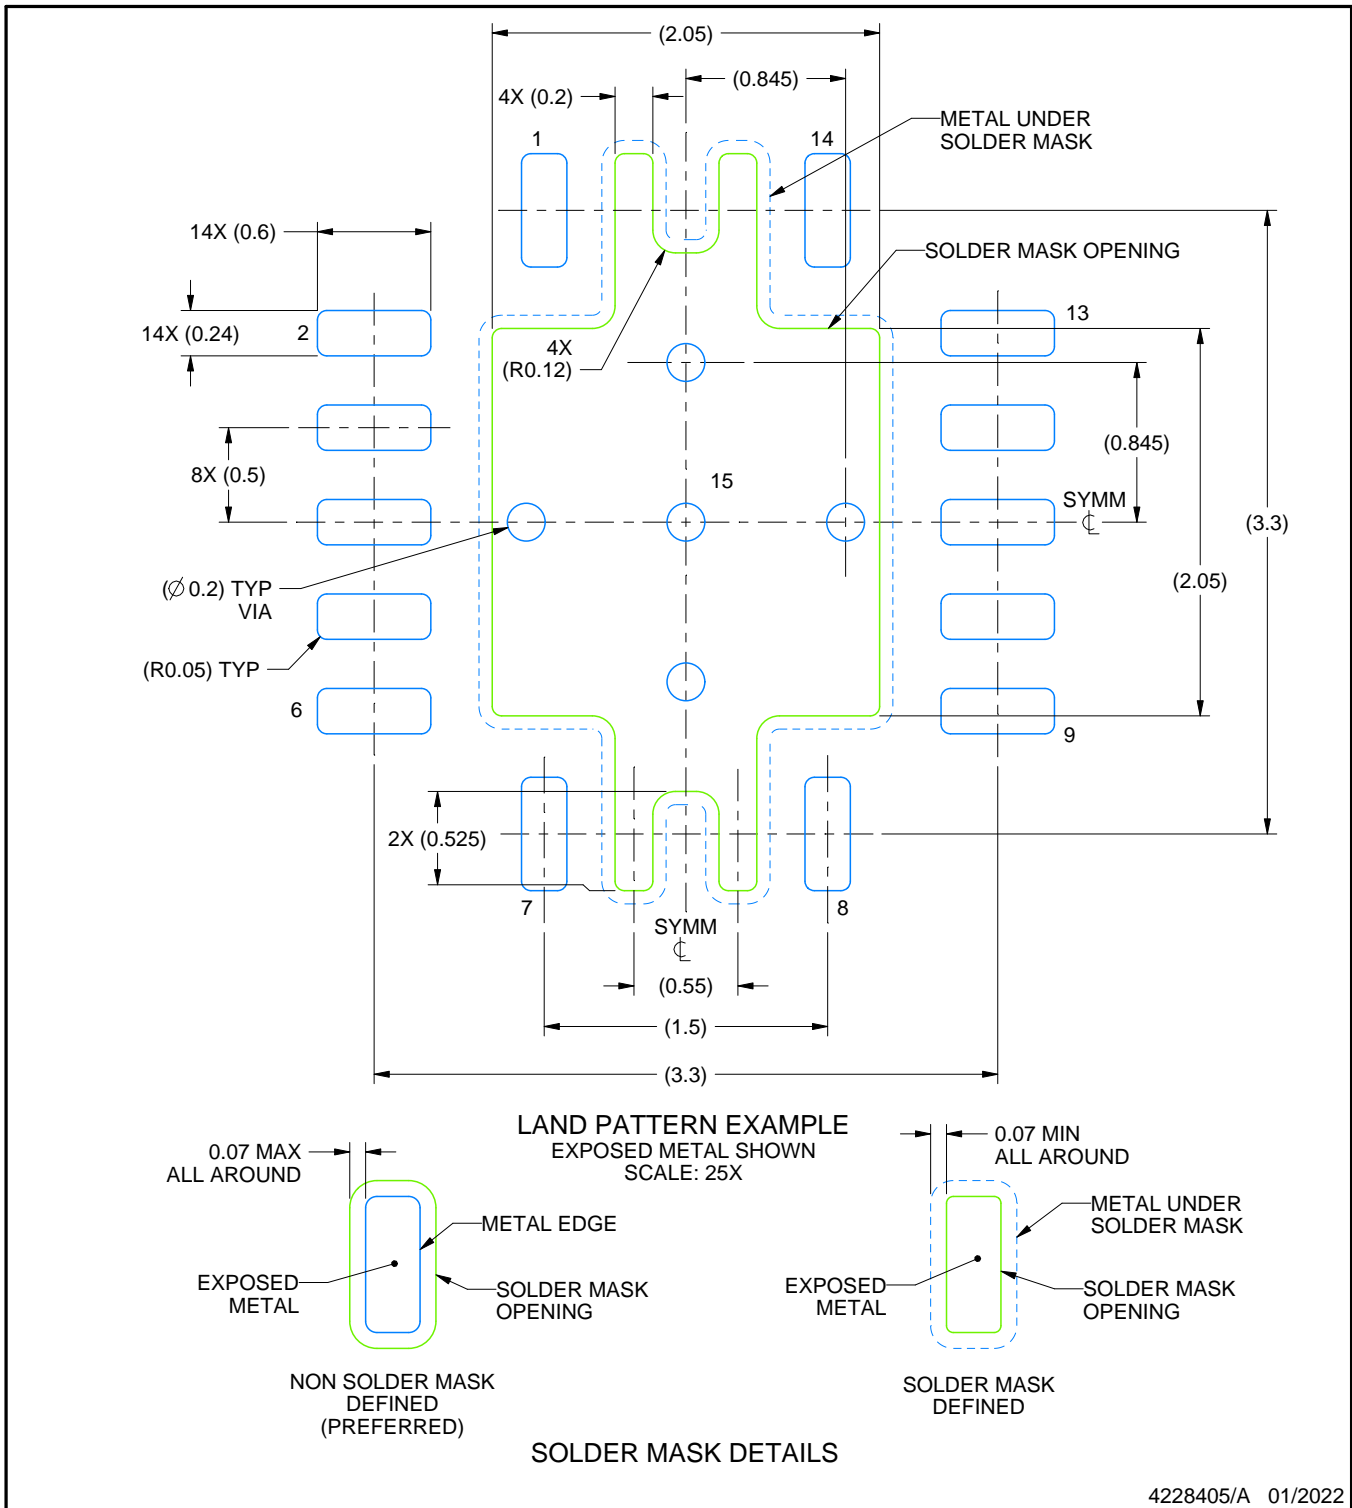 (2.05)
(0.845)
4X (0.2)
METAL UNDER
SOLDER MASK
1
14
14X (0.6)
SOLDER MASK OPENING
13
14X (0.24)
2
4X
(R0.12)
(0.845)
8X (0.5)
15
SYMM
(3.3)
(2.05)
(Ø 0.2) TYP
VIA
(R0.05) TYP
6
9
2X (0.525)
7
8
SYMM
(0.55)
(1.5)
(3.3)
LAND PATTERN EXAMPLE
EXPOSED METAL SHOWN
SCALE: 25X
0.07 MAX
ALL AROUND
METAL EDGE
EXPOSED
METAL
SOLDER MASK
OPENING
NON SOLDER MASK
DEFINED
(PREFERRED)
0.07 MIN
ALL AROUND
METAL UNDER
SOLDER MASK
EXPOSED
METAL
SOLDER MASK
OPENING
SOLDER MASK
DEFINED
SOLDER MASK DETAILS
4228405/A 01/2022